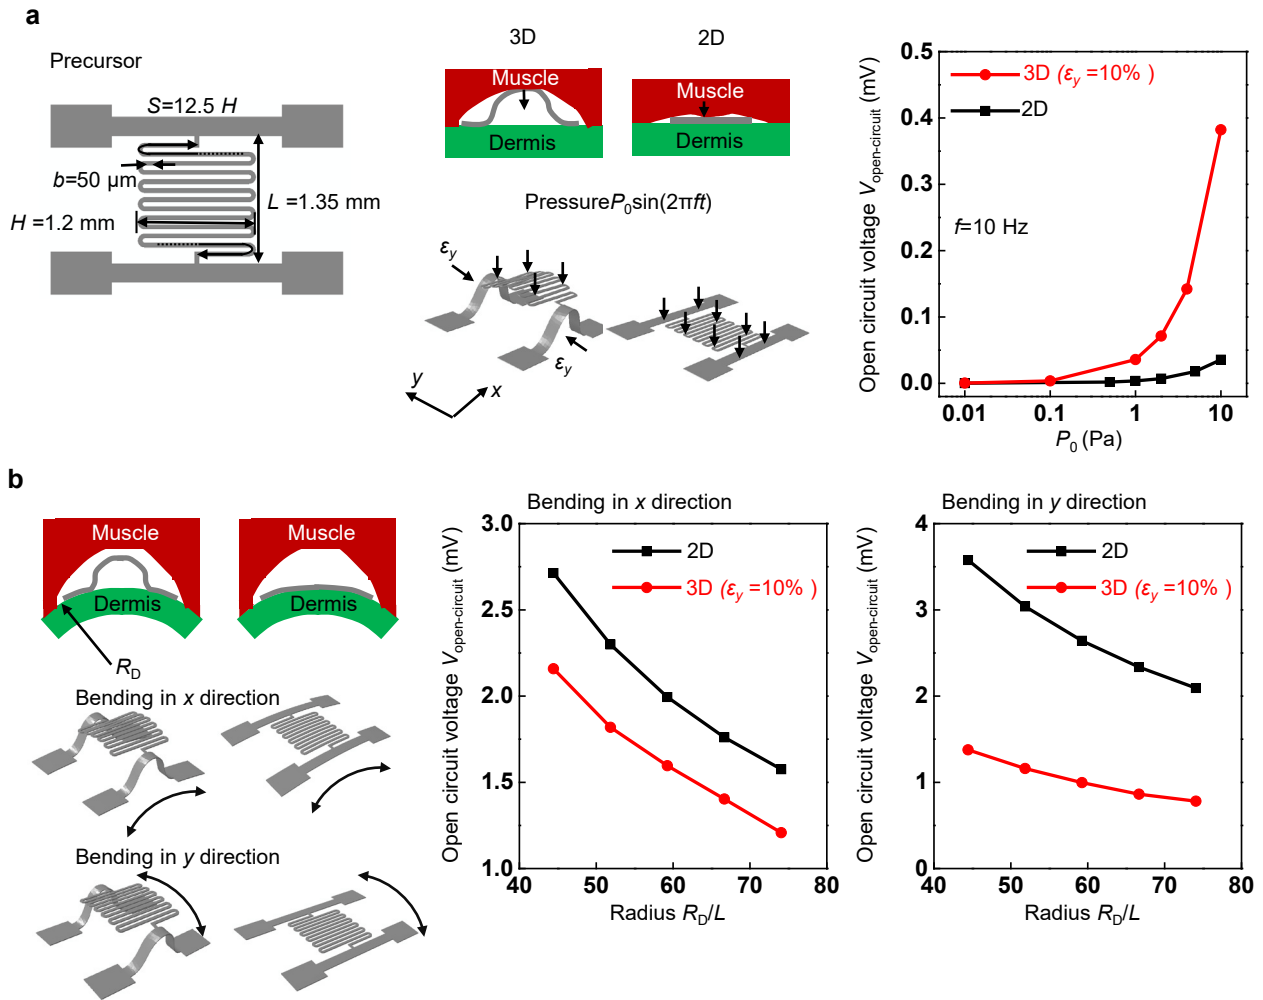 a
Precursor
S=12.5 H
b=50 μm
L =1.35 mm
H =1.2 mm
3D
2D
Muscle
Muscle
Dermis
Dermis
PressureP₀sin(2πft)
εy
εy
y
x
Open circuit voltage Vopen-circuit (mV)
0.5
0.4
0.3
0.2
0.1
0.0
3D (εy =10% )
2D
f=10 Hz
0.01
0.1
1
10
P₀ (Pa)
b
Muscle
Muscle
Dermis
Dermis
RD
Bending in x direction
Bending in y direction
Bending in x direction
Open circuit voltage Vopen-circuit (mV)
3.0
2.5
2.0
1.5
1.0
2D
3D (εy =10% )
40
50
60
70
80
Radius RD/L
Bending in y direction
Open circuit voltage Vopen-circuit (mV)
4
3
2
1
0
2D
3D (εy =10% )
40
50
60
70
80
Radius RD/L